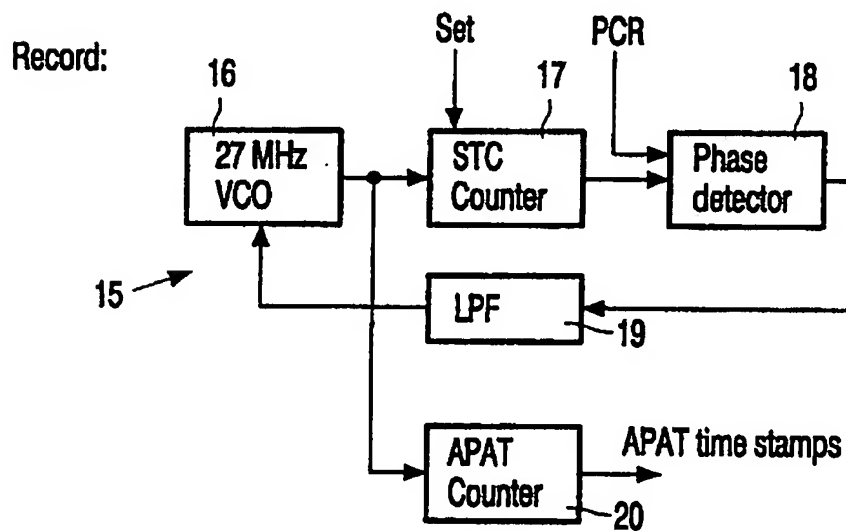 Record:
Set
PCR
16
17
18
27 MHz
VCO
STC
Counter
Phase
detector
15
LPF
19
APAT
Counter
20
APAT time stamps